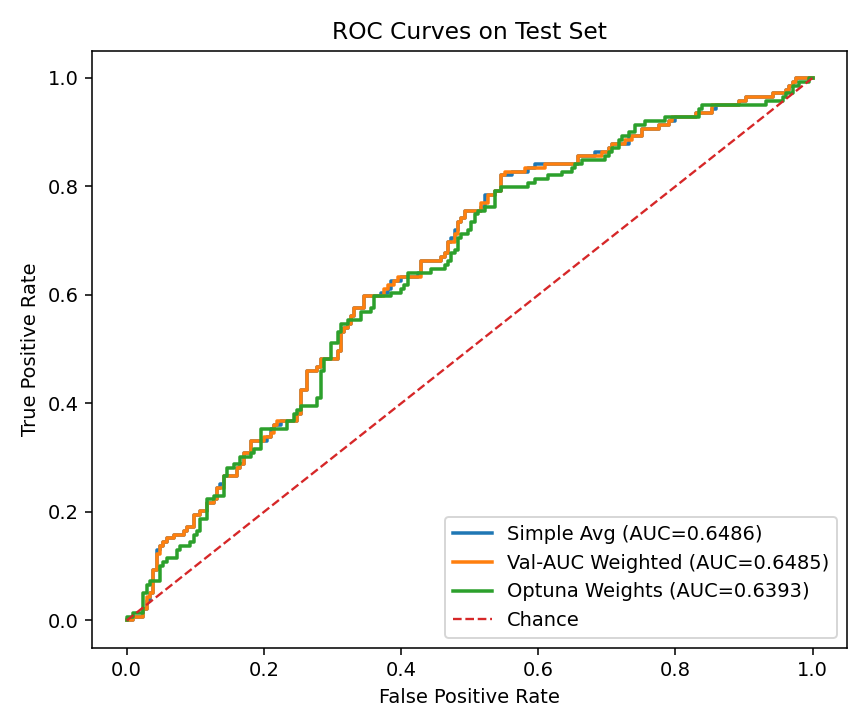 ROC Curves on Test Set
True Positive Rate
1.0
0.8
0.6
0.4
0.2
0.0
Simple Avg (AUC=0.6486)
Val-AUC Weighted (AUC=0.6485)
Optuna Weights (AUC=0.6393)
Chance
0.0 0.2 0.4 0.6 0.8 1.0
False Positive Rate